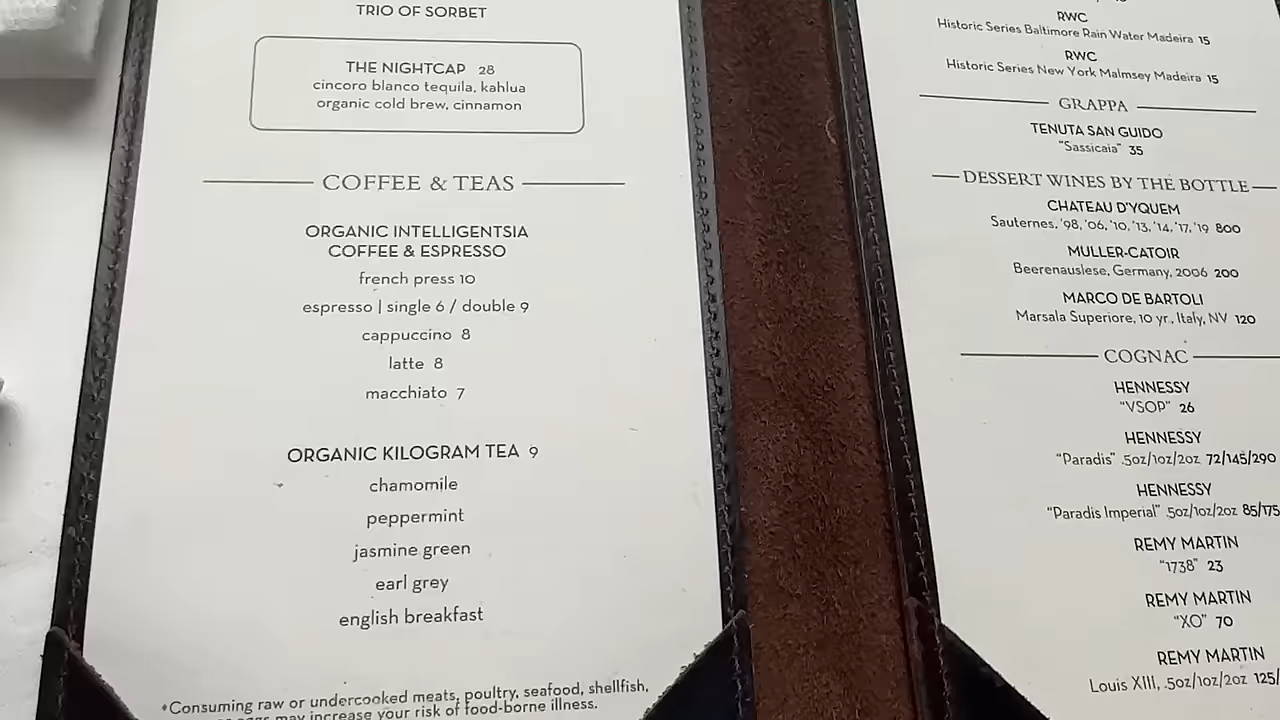 TRIO OF SORBET
THE NIGHTCAP 28
cincoro blanco tequila, kahlua
organic cold brew, cinnamon
COFFEE & TEAS
ORGANIC INTELLIGENTSIA
COFFEE & ESPRESSO
french press 10
espresso | single 6 / double 9
cappuccino 8
latte 8
macchiato 7
ORGANIC KILOGRAM TEA 9
chamomile
peppermint
jasmine green
earl grey
english breakfast
*Consuming raw or undercooked meats, poultry, seafood, shellfish,
may increase your risk of food-borne illness.
RWC
Historic Series Baltimore Rain Water Madeira 15
RWC
Historic Series New York Malmsey Madeira 15
GRAPPA
TENUTA SAN GUIDO
"Sassicaia" 35
DESSERT WINES BY THE BOTTLE
CHATEAU D'YQUEM
Sauternes, '98, '06, '10, '13, '14, '17, '19 800
MULLER-CATOIR
Beerenauslese, Germany, 2006 200
MARCO DE BARTOLI
Marsala Superiore, 10 yr., Italy, NV 120
COGNAC
HENNESSY
"VSOP" 26
HENNESSY
"Paradis" .5oz/1oz/2oz 72/145/290
HENNESSY
"Paradis Imperial" .5oz/1oz/2oz 85/175
REMY MARTIN
"1738" 23
REMY MARTIN
"XO" 70
REMY MARTIN
Louis XIII, .5oz/1oz/2oz 125/